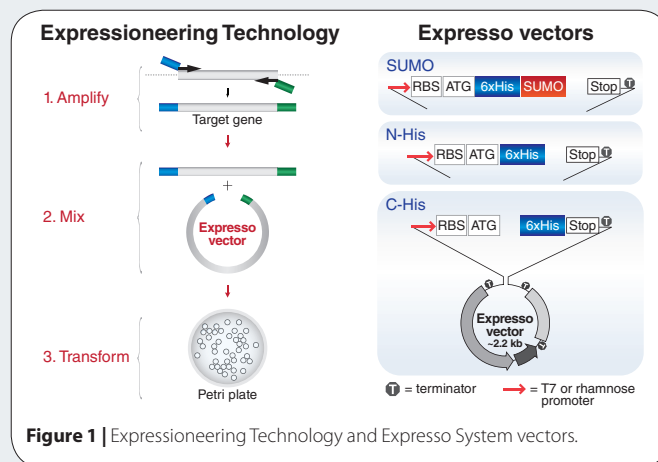 Expressioneering Technology
1. Amplify
Target gene
2. Mix
+
Expresso
vector
3. Transform
Petri plate
Expresso vectors
SUMO
RBS ATG 6xHis SUMO Stop T
N-His
RBS ATG 6xHis Stop T
C-His
RBS ATG 6xHis Stop T
T T
Expresso
vector
~2.2 kb
T
T = terminator
= T7 or rhamnose
promoter
Figure 1 | Expressioneering Technology and Expresso System vectors.